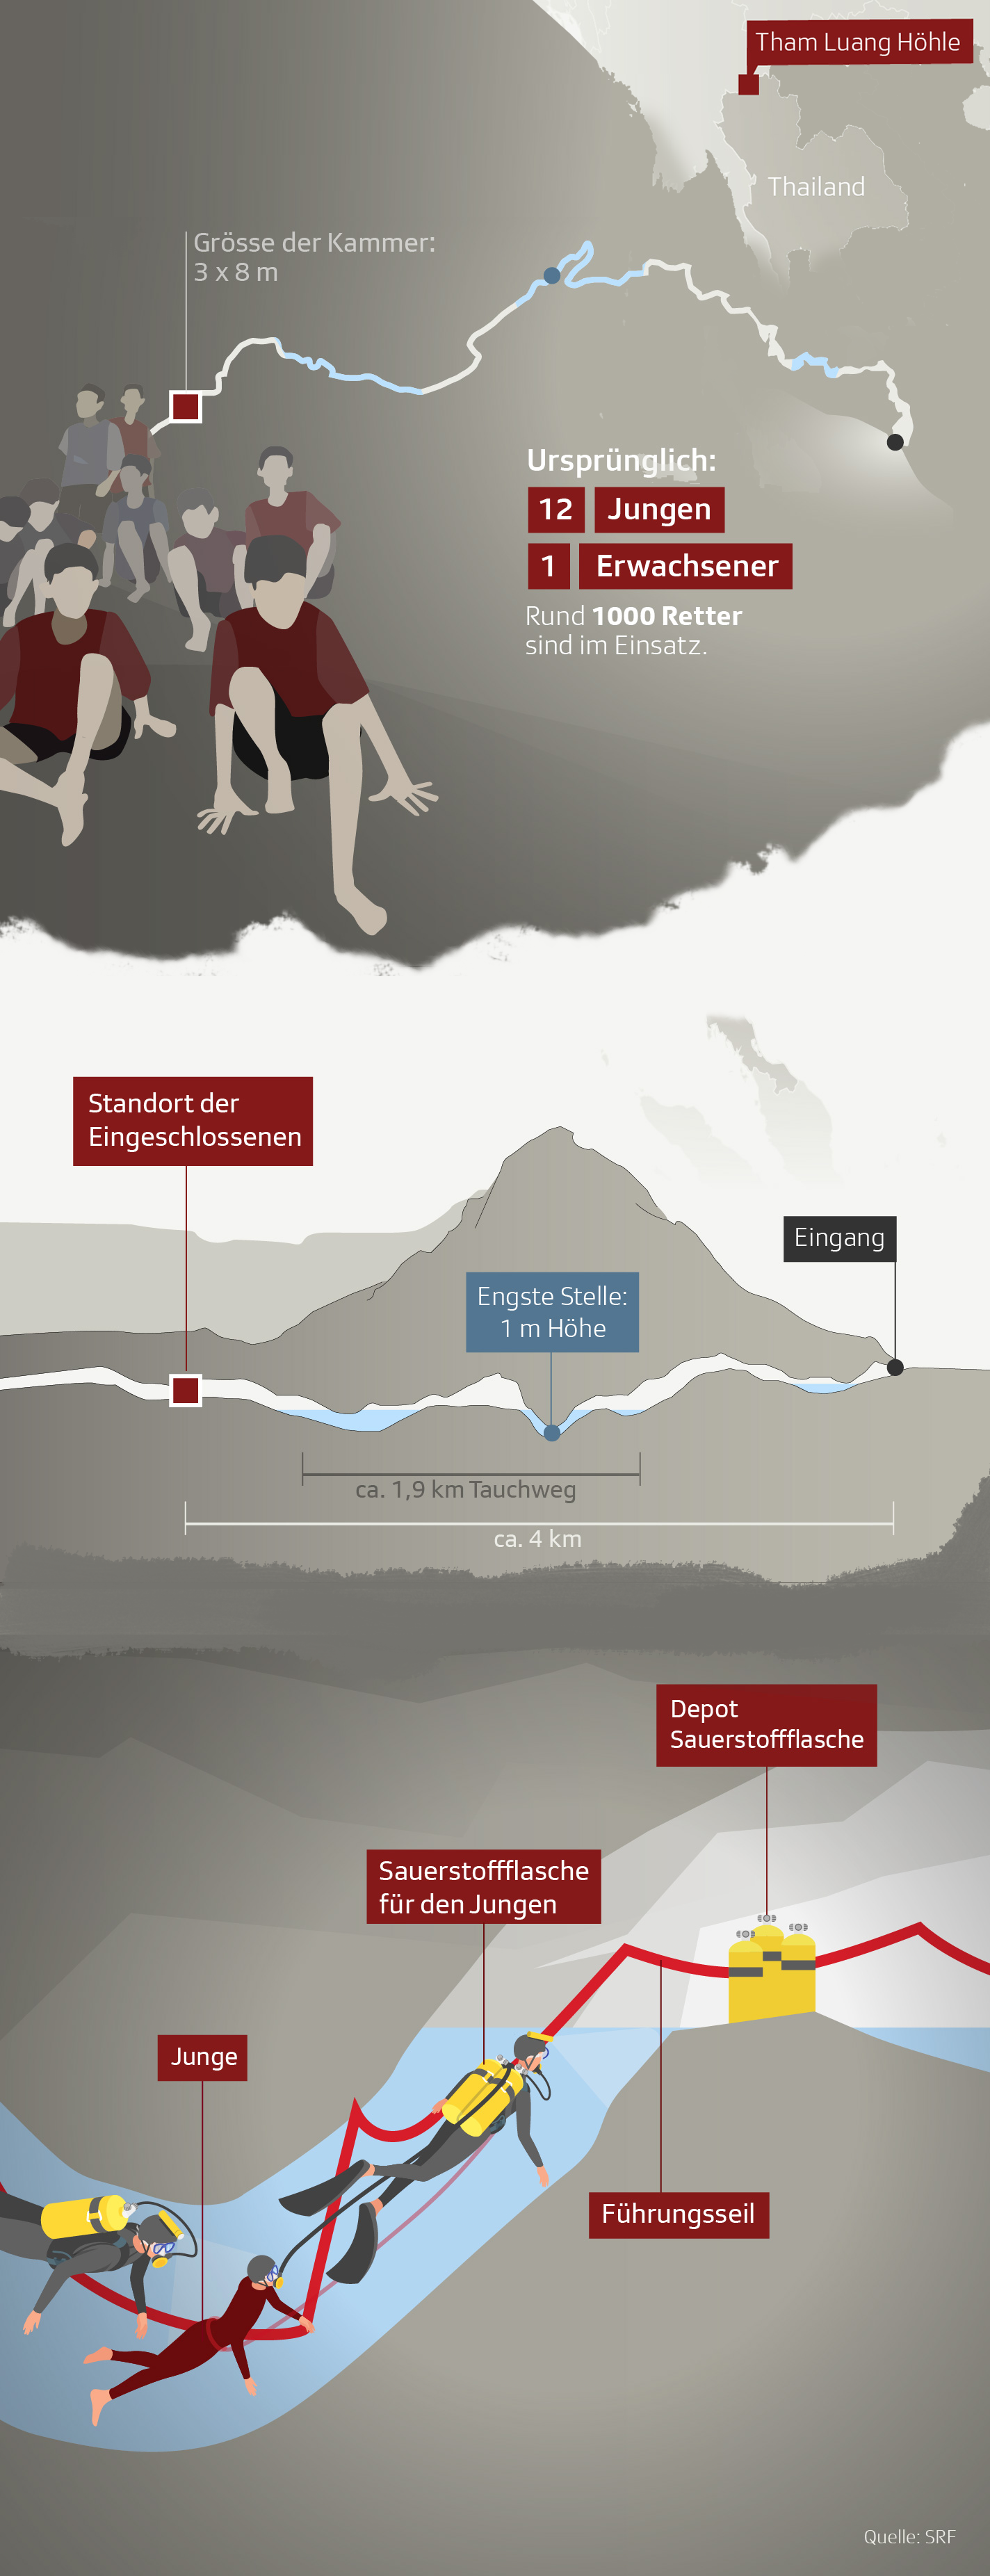 Tham Luang Höhle
Thailand
Grösse der Kammer:
3 x 8 m
Ursprünglich:
12 Jungen
1 Erwachsener
Rund 1000 Retter
sind im Einsatz.
Standort der
Eingeschlossenen
Eingang
Engste Stelle:
1 m Höhe
ca. 1,9 km Tauchweg
ca. 4 km
Depot
Sauerstoffflasche
Sauerstoffflasche
für den Jungen
Junge
Führungsseil
Quelle: SRF